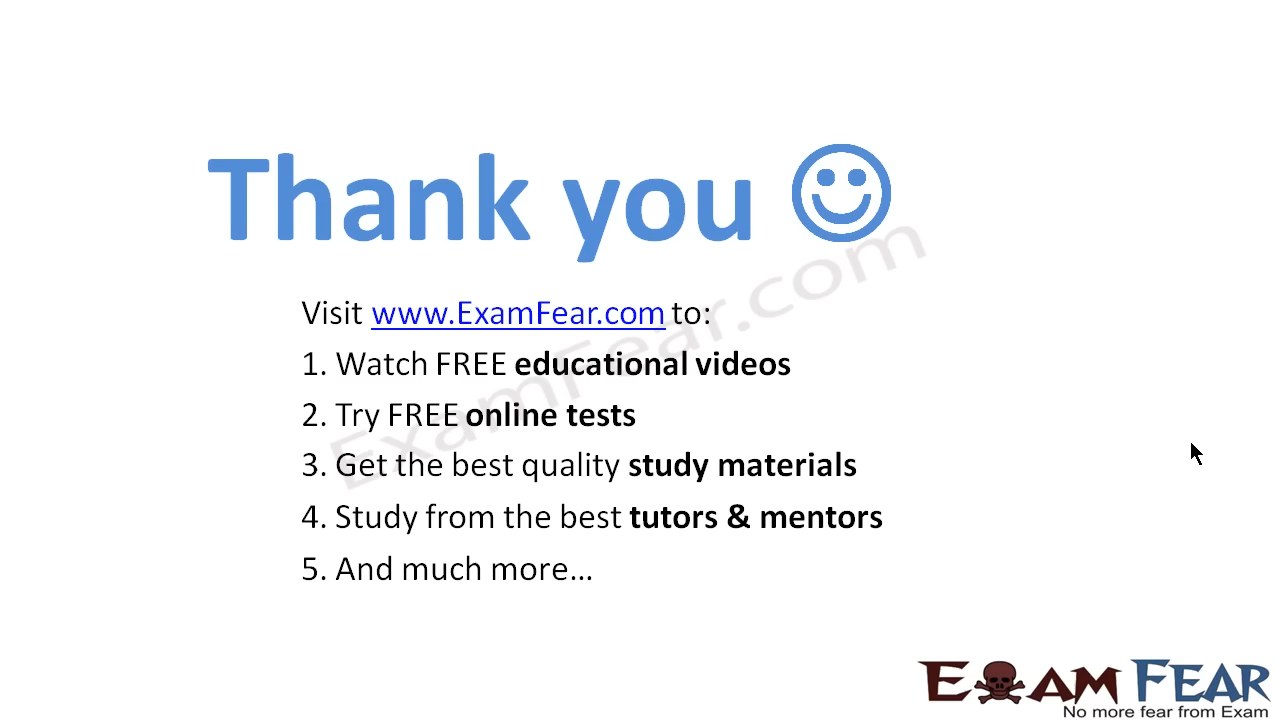 Thank you ☺
Visit www.ExamFear.com to:
1. Watch FREE educational videos
2. Try FREE online tests
3. Get the best quality study materials
4. Study from the best tutors & mentors
5. And much more...
ExamFear.com
EXAM FEAR
No more fear from Exam